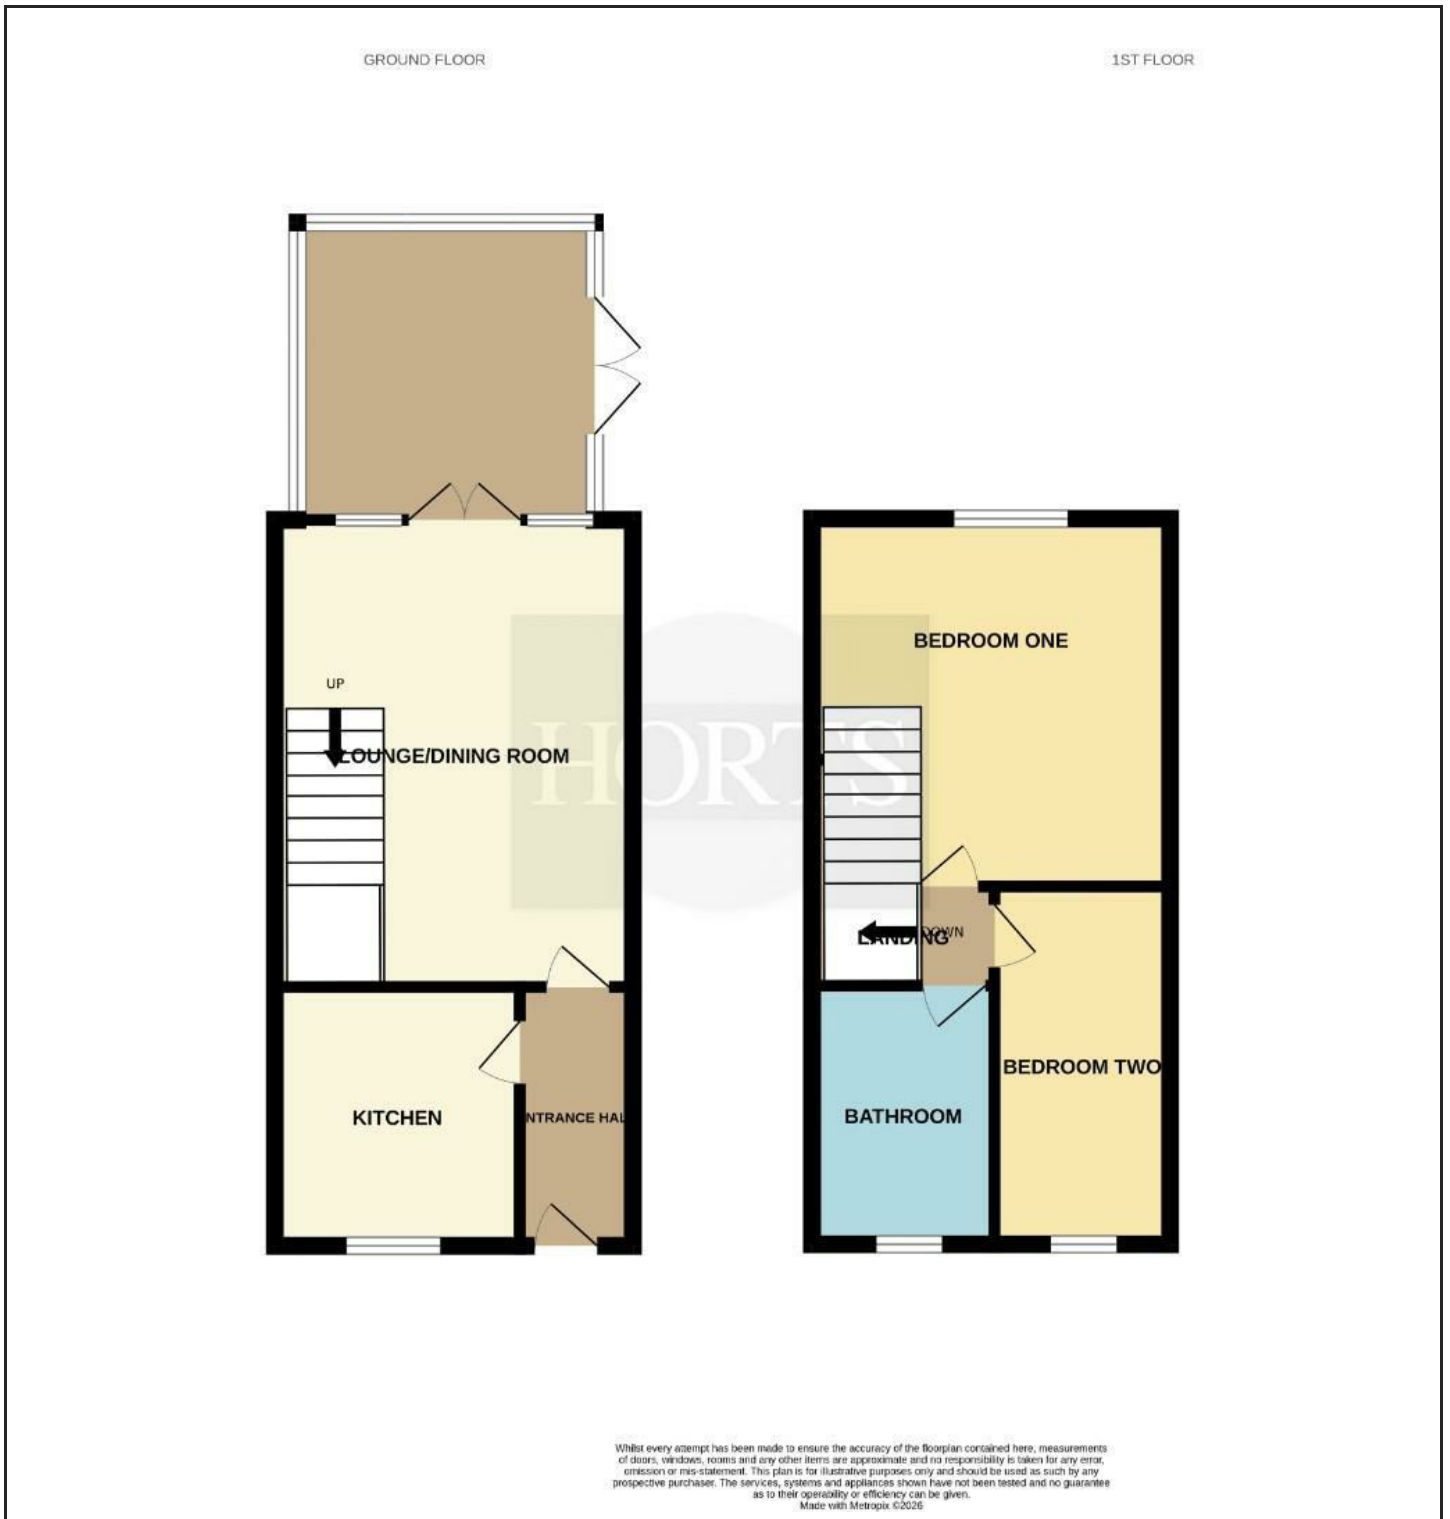 GROUND FLOOR
1ST FLOOR
BEDROOM ONE
UP
LOUNGE/DINING ROOM
HORTS
DOWN
LANDING
BEDROOM TWO
KITCHEN
NTRANCE HAL
BATHROOM
Whilst every attempt has been made to ensure the accuracy of the floorplan contained here, measurements
of doors, windows, rooms and any other items are approximate and no responsibility is taken for any error,
omission or mis-statement. This plan is for illustrative purposes only and should be used as such by any
prospective purchaser. The services, systems and appliances shown have not been tested and no guarantee
as to their operability or efficiency can be given.
Made with Metropix ©2026